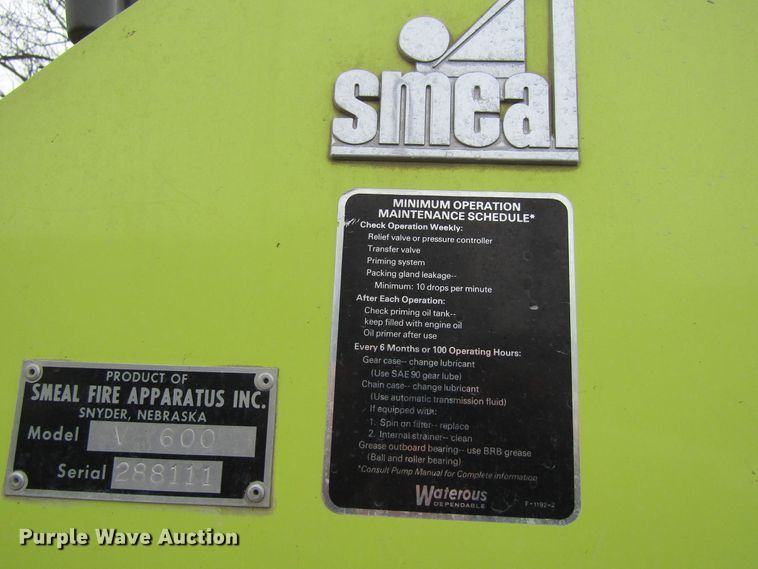 smeal
MINIMUM OPERATION
MAINTENANCE SCHEDULE*
Check Operation Weekly:
Relief valve or pressure controller
Transfer valve
Priming system
Packing gland leakage--
Minimum: 10 drops per minute
After Each Operation:
Check priming oil tank--
keep filled with engine oil
Oil primer after use
Every 6 Months or 100 Operating Hours:
Gear case-- change lubricant
(Use SAE 90 gear lube)
Chain case-- change lubricant
(Use automatic transmission fluid)
If equipped with:
1. Spin on filter-- replace
2. Internal strainer-- clean
Grease outboard bearing-- use BRB grease
(Ball and roller bearing)
*Consult Pump Manual for Complete information
Waterous
DEPENDABLE
F-1192-2
PRODUCT OF
SMEAL FIRE APPARATUS INC.
SNYDER, NEBRASKA
Model V 600
Serial 288111
Purple Wave Auction